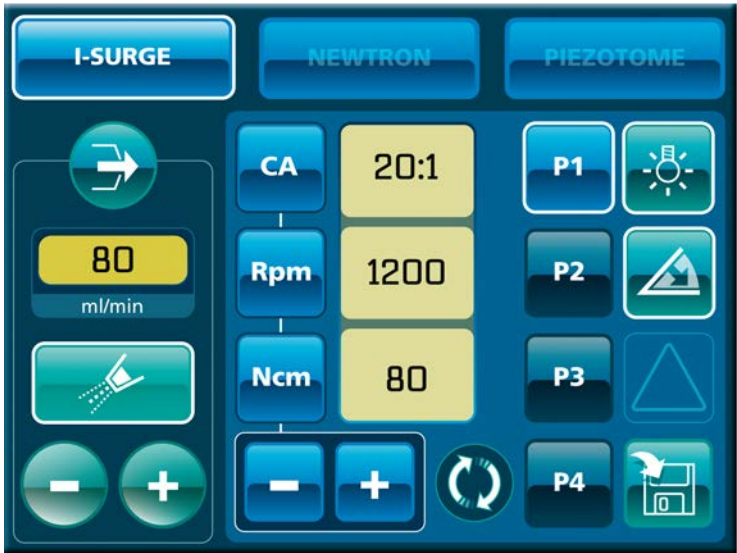 I-SURGE NEWTRON PIEZOTOME
CA 20:1 P1
80
ml/min
Rpm 1200 P2
Ncm 80 P3
- + - + P4